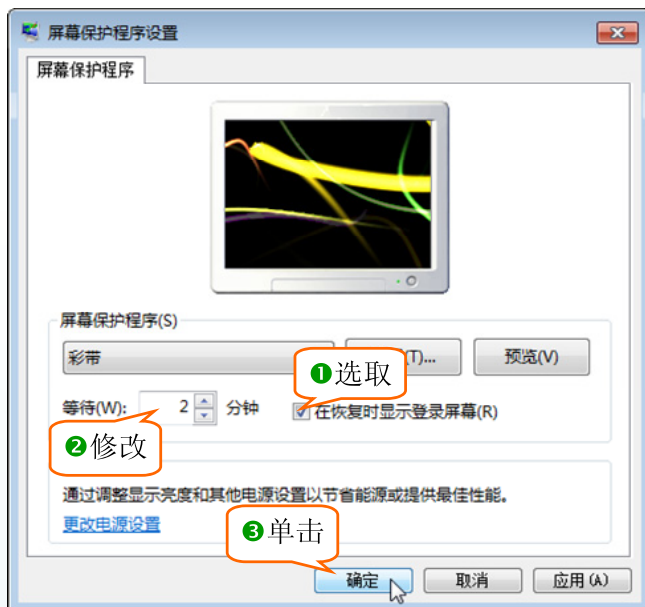 屏幕保护程序设置
屏幕保护程序
屏幕保护程序(S)
彩带
(T)...
预览(V)
❶选取
等待(W):
2
分钟
在恢复时显示登录屏幕(R)
❷修改
通过调整显示亮度和其他电源设置以节省能源或提供最佳性能。
更改电源设置
❸单击
确定
取消
应用(A)